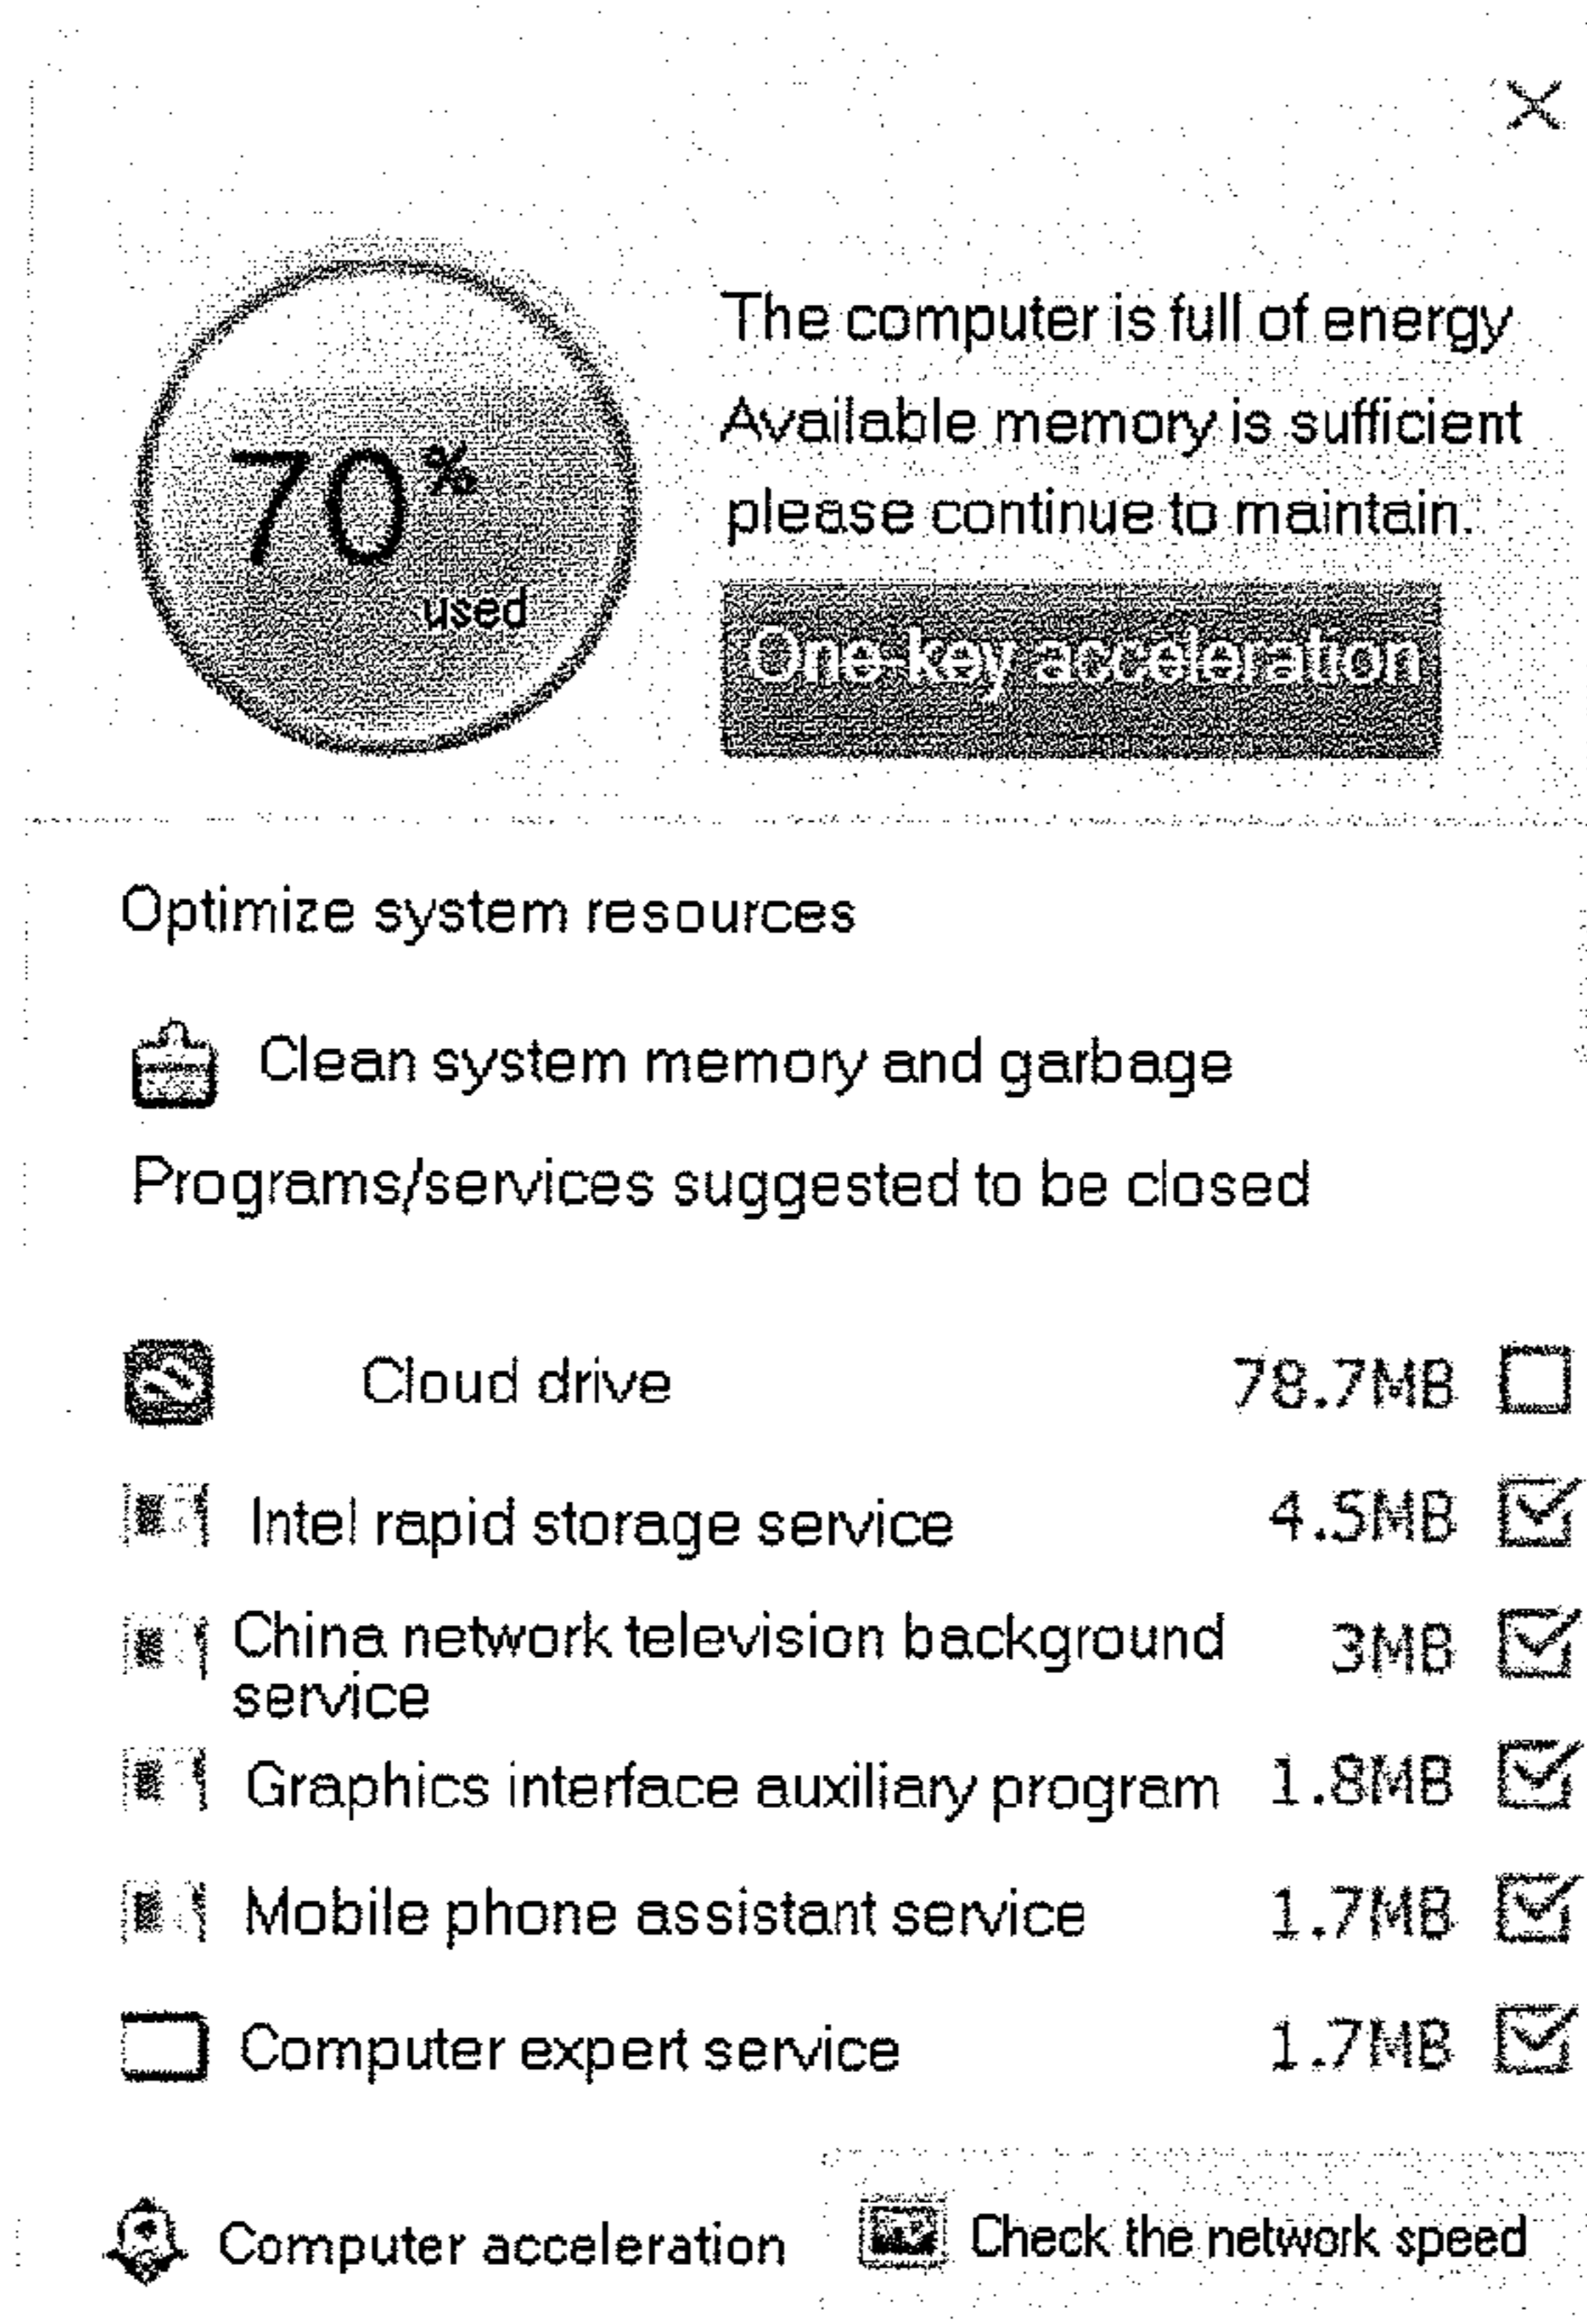 The computer is full of energy
Available memory is sufficient
please continue to maintain.
70%
used
One-key acceleration
Optimize system resources
Clean system memory and garbage
Programs/services suggested to be closed
Cloud drive 78.7MB
Intel rapid storage service 4.5MB
China network television background 3MB
service
Graphics interface auxiliary program 1.8MB
Mobile phone assistant service 1.7MB
Computer expert service 1.7MB
Computer acceleration Check the network speed